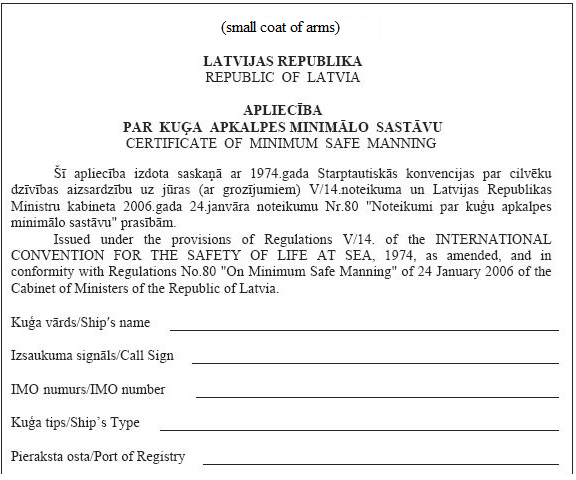 (small coat of arms)
LATVIJAS REPUBLIKA
REPUBLIC OF LATVIA
APLIECĪBA
PAR KUĢA APKALPES MINIMĀLO SASTĀVU
CERTIFICATE OF MINIMUM SAFE MANNING
Šī apliecība izdota saskaņā ar 1974.gada Starptautiskās konvencijas par cilvēku
dzīvības aizsardzību uz jūras (ar grozījumiem) V/14.noteikuma un Latvijas Republikas
Ministru kabineta 2006.gada 24.janvāra noteikumu Nr.80 "Noteikumi par kuģu apkalpes
minimālo sastāvu" prasībām.
Issued under the provisions of Regulations V/14. of the INTERNATIONAL
CONVENTION FOR THE SAFETY OF LIFE AT SEA, 1974, as amended, and in
conformity with Regulations No.80 "On Minimum Safe Manning" of 24 January 2006 of the
Cabinet of Ministers of the Republic of Latvia.
Kuģa vārds/Ship's name
Izsaukuma signāls/Call Sign
IMO numurs/IMO number
Kuģa tips/Ship's Type
Pieraksta osta/Port of Registry